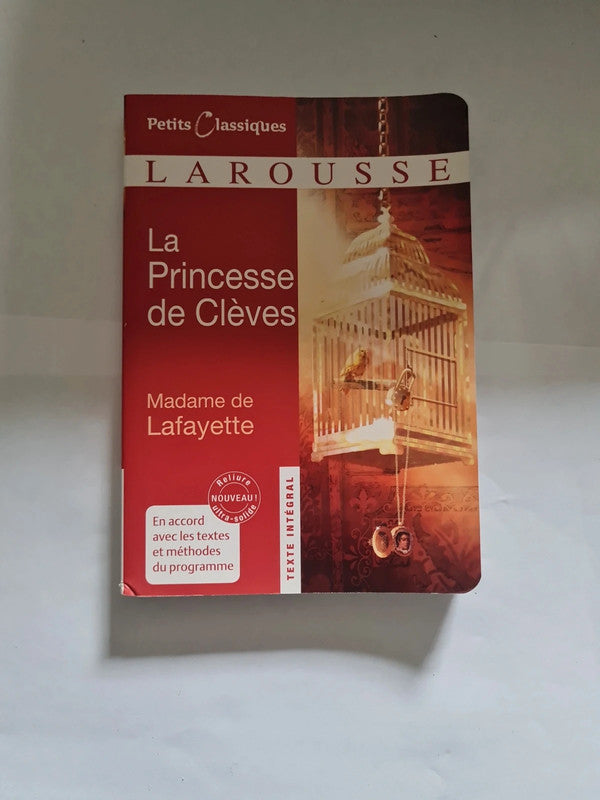 Petits Classiques
LAROUSSE
La
Princesse
de Clèves
Madame de
Lafayette
Reliure
NOUVEAU !
ultra-solide
En accord
avec les textes
et méthodes
du programme
TEXTE INTÉGRAL